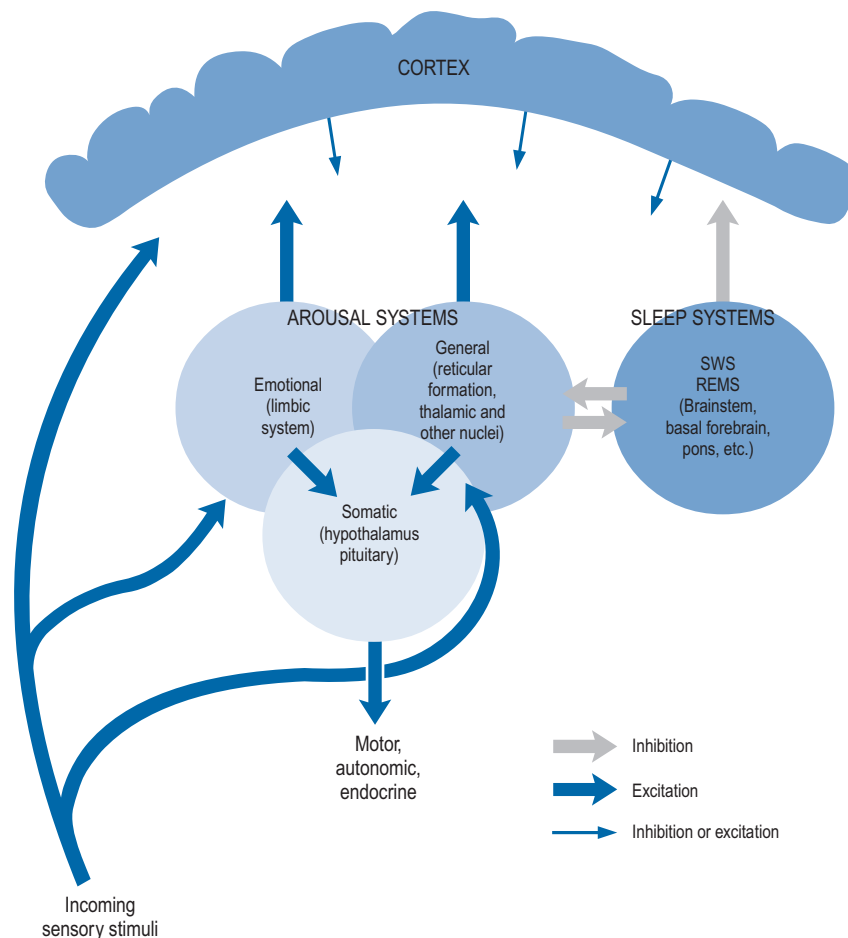 CORTEX
AROUSAL SYSTEMS
SLEEP SYSTEMS
Emotional
(limbic
system)
General
(reticular
formation,
thalamic and
other nuclei)
SWS
REMS
(Brainstem,
basal forebrain,
pons, etc.)
Somatic
(hypothalamus
pituitary)
Motor,
autonomic,
endocrine
Inhibition
Excitation
Inhibition or excitation
Incoming
sensory stimuli